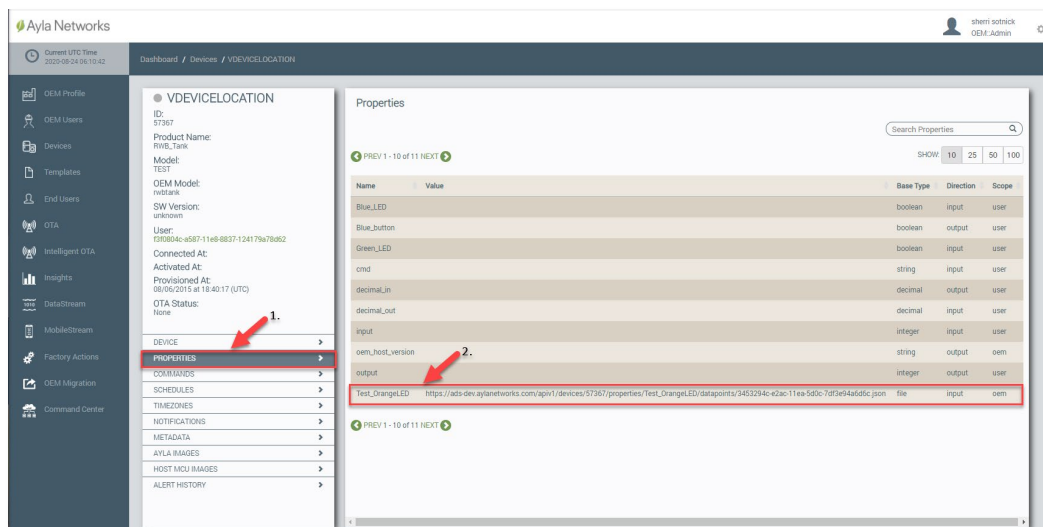 Ayla Networks
sherri sotnick
OEM::Admin
Current UTC Time
2020-08-24 06:10:42
Dashboard / Devices / VDEVICELOCATION
OEM Profile
OEM Users
Devices
Templates
End Users
OTA
Intelligent OTA
Insights
DataStream
MobileStream
Factory Actions
OEM Migration
Command Center
VDEVICELOCATION
ID:
57367
Product Name:
RWB_Tank
Model:
TEST
OEM Model:
rwbtank
SW Version:
unknown
User:
f3f0804c-a587-11e8-8837-124179a78d62
Connected At:
Activated At:
Provisioned At:
08/06/2015 at 18:40:17 (UTC)
OTA Status:
None
1.
DEVICE
PROPERTIES
COMMANDS
SCHEDULES
TIMEZONES
NOTIFICATIONS
METADATA
AYLA IMAGES
HOST MCU IMAGES
ALERT HISTORY
Properties
Search Properties
PREV 1 - 10 of 11 NEXT
SHOW: 10 25 50 100
Name Value Base Type Direction Scope
Blue_LED boolean input user
Blue_button boolean output user
Green_LED boolean input user
cmd string input user
decimal_in decimal output user
decimal_out decimal input user
input integer input user
oem_host_version string output oem
2.
output integer output user
Test_OrangeLED https://ads-dev.aylanetworks.com/apiv1/devices/57367/properties/Test_OrangeLED/datapoints/3453294c-e2ac-11ea-5d0c-7df3e94a6d6c.json file input oem
PREV 1 - 10 of 11 NEXT